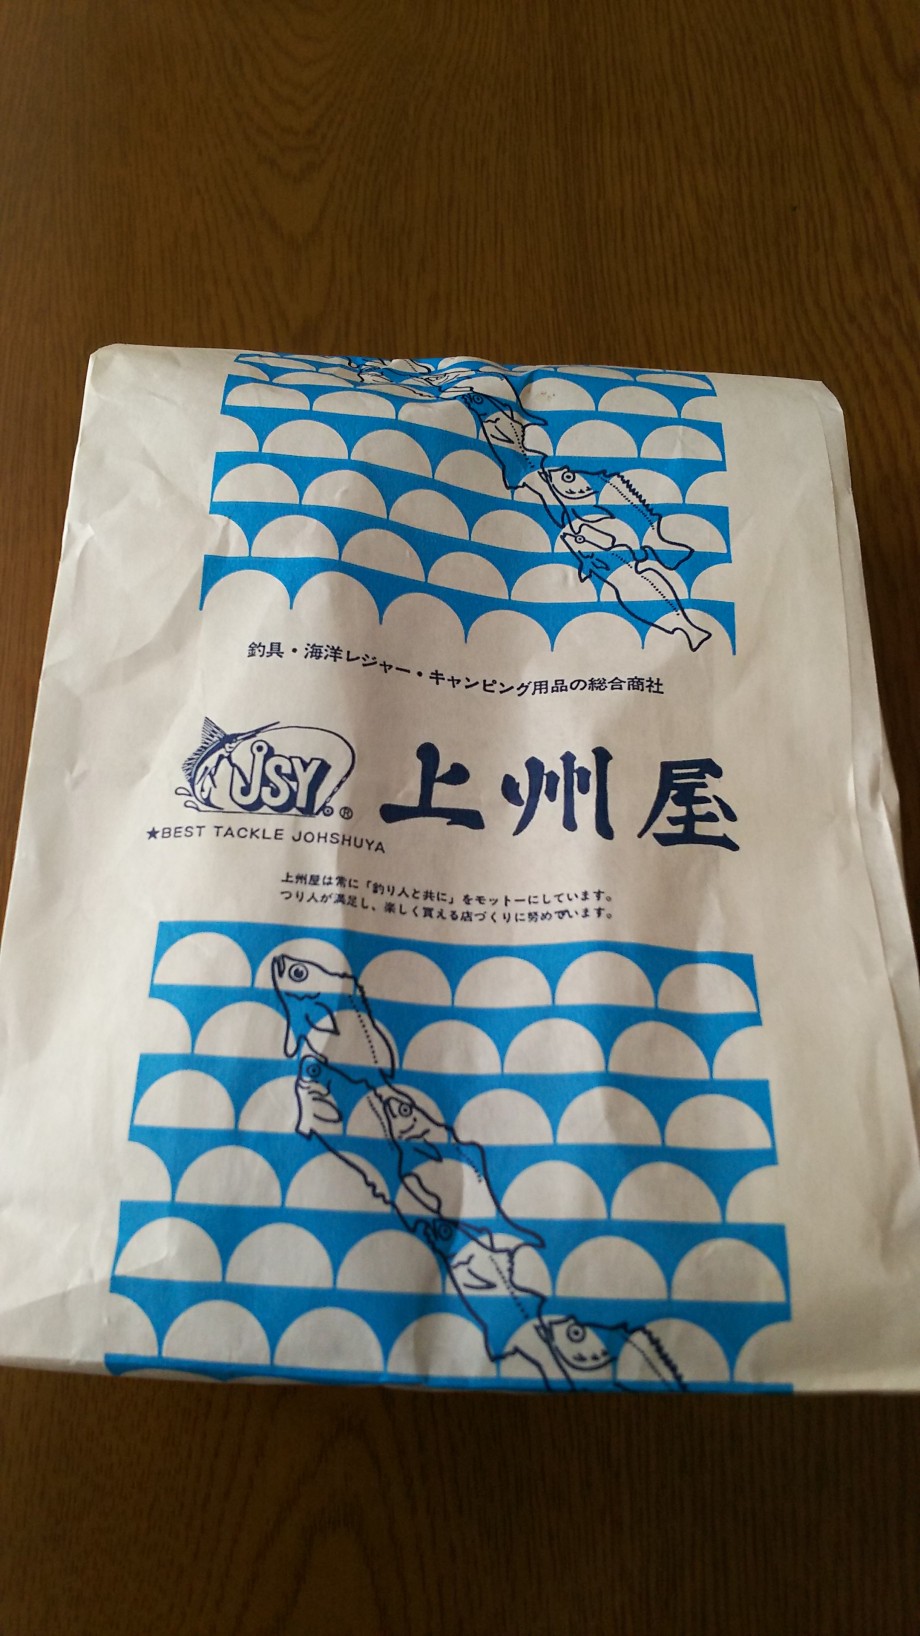 釣具・海洋レジャー・キャンピング用品の総合商社
JSY ®
上州屋
★BEST TACKLE JOHSHUYA
上州屋は常に「釣り人と共に」をモットーにしています。
つり人が満足し、楽しく買える店づくりに努めています。